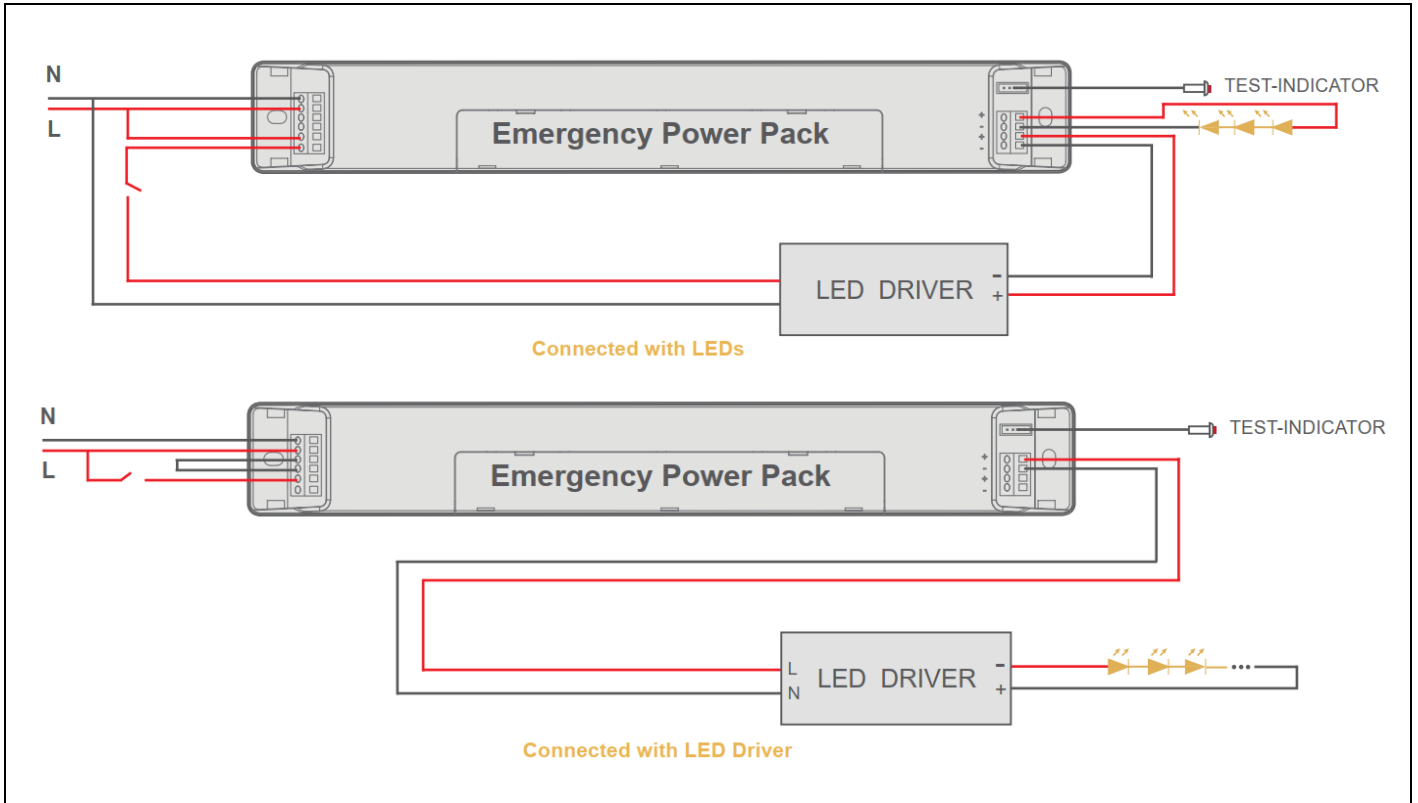 N
L
Emergency Power Pack
TEST-INDICATOR
+
-
+
-
LED DRIVER
-
+
Connected with LEDs
N
L
Emergency Power Pack
TEST-INDICATOR
+
-
+
-
L
N
LED DRIVER
-
+
Connected with LED Driver